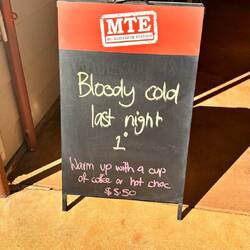 MTE
Bloody cold
last night
1°
Warm up with a cup
of coffee or hot choc
$5.50